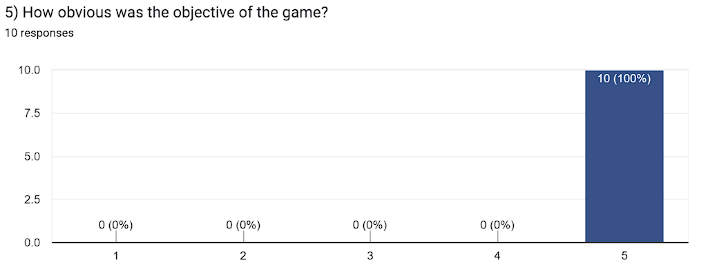 5) How obvious was the objective of the game?
10 responses
10.0
10 (100%)
7.5
5.0
2.5
0 (0%) 0 (0%) 0 (0%) 0 (0%)
0.0
1 2 3 4 5